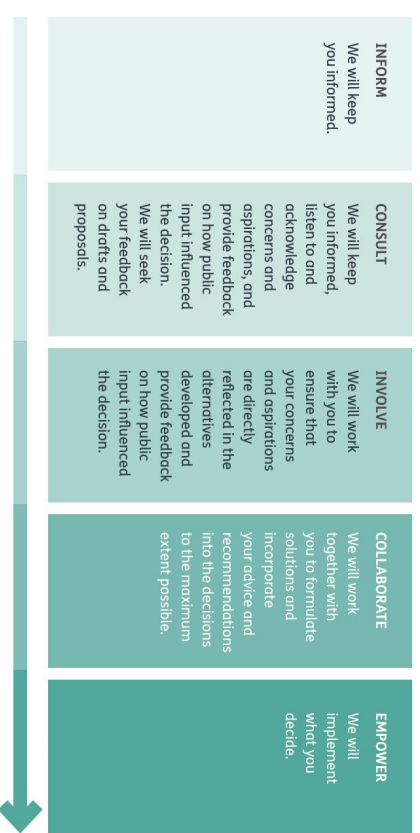 INFORM
We will keep
you informed.
CONSULT
We will keep
you informed,
listen to and
acknowledge
concerns and
aspirations, and
provide feedback
on how public
input influenced
the decision.
We will seek
your feedback
on drafts and
proposals.
INVOLVE
We will work
with you to
ensure that
your concerns
and aspirations
are directly
reflected in the
alternatives
developed and
provide feedback
on how public
input influenced
the decision.
COLLABORATE
We will work
together with
you to formulate
solutions and
incorporate
your advice and
recommendations
into the decisions
to the maximum
extent possible.
EMPOWER
We will
implement
what you
decide.